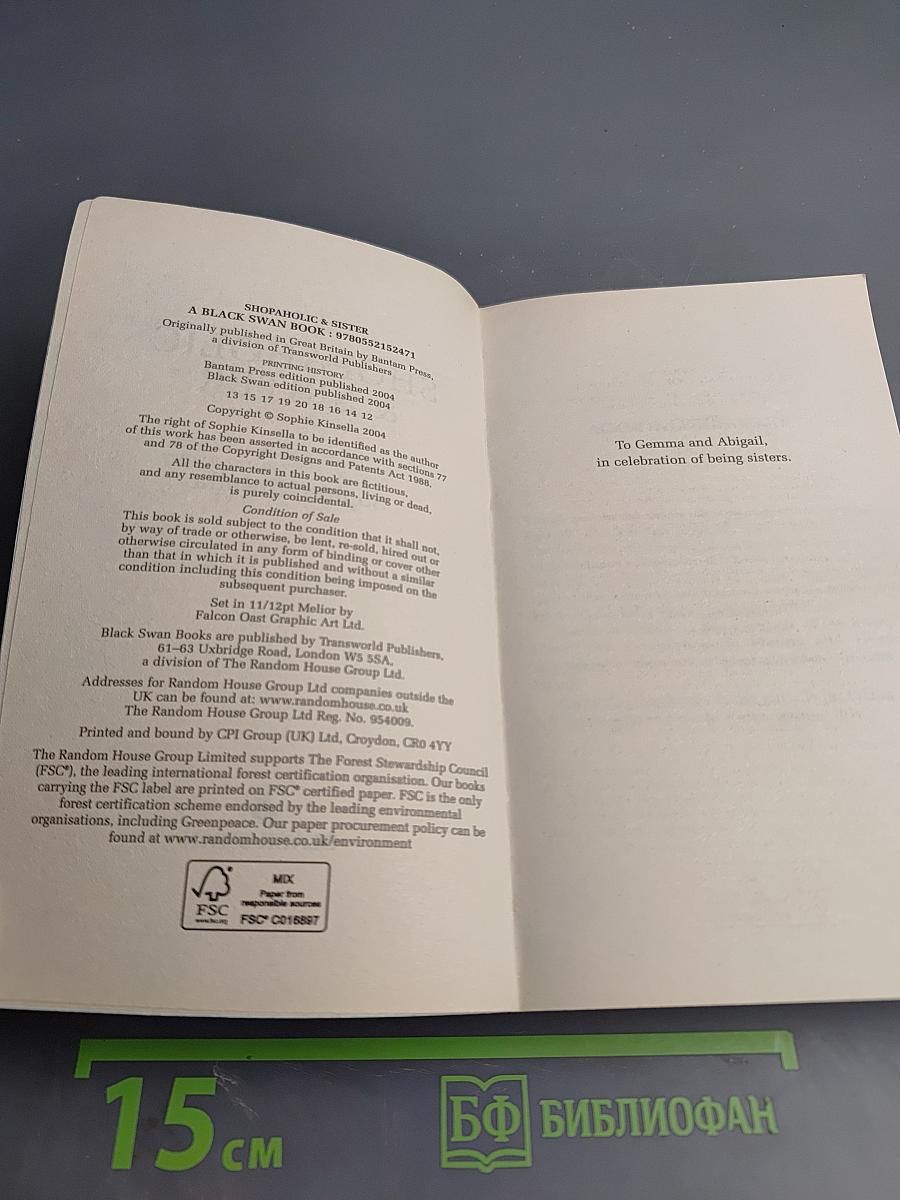 SHOPAHOLIC & SISTER
A BLACK SWAN BOOK : 9780552152471
Originally published in Great Britain by Bantam Press,
a division of Transworld Publishers
PRINTING HISTORY
Bantam Press edition published 2004
Black Swan edition published 2004
13 15 17 19 20 18 16 14 12
Copyright © Sophie Kinsella 2004
The right of Sophie Kinsella to be identified as the author
of this work has been asserted in accordance with sections 77
and 78 of the Copyright Designs and Patents Act 1988.
All the characters in this book are fictitious,
and any resemblance to actual persons, living or dead,
is purely coincidental.
Condition of Sale
This book is sold subject to the condition that it shall not,
by way of trade or otherwise, be lent, re-sold, hired out or
otherwise circulated in any form of binding or cover other
than that in which it is published and without a similar
condition including this condition being imposed on the
subsequent purchaser.
Set in 11/12pt Melior by
Falcon Oast Graphic Art Ltd.
Black Swan Books are published by Transworld Publishers,
61–63 Uxbridge Road, London W5 5SA,
a division of The Random House Group Ltd.
Addresses for Random House Group Ltd companies outside the
UK can be found at: www.randomhouse.co.uk
The Random House Group Ltd Reg. No. 954009.
Printed and bound by CPI Group (UK) Ltd, Croydon, CR0 4YY
The Random House Group Limited supports The Forest Stewardship Council
(FSC®), the leading international forest certification organisation. Our books
carrying the FSC label are printed on FSC® certified paper. FSC is the only
forest certification scheme endorsed by the leading environmental
organisations, including Greenpeace. Our paper procurement policy can be
found at www.randomhouse.co.uk/environment
FSC
www.fsc.org
MIX
Paper from
responsible sources
FSC® C016897
To Gemma and Abigail,
in celebration of being sisters.
15 см
БФ БИБЛИОФАН